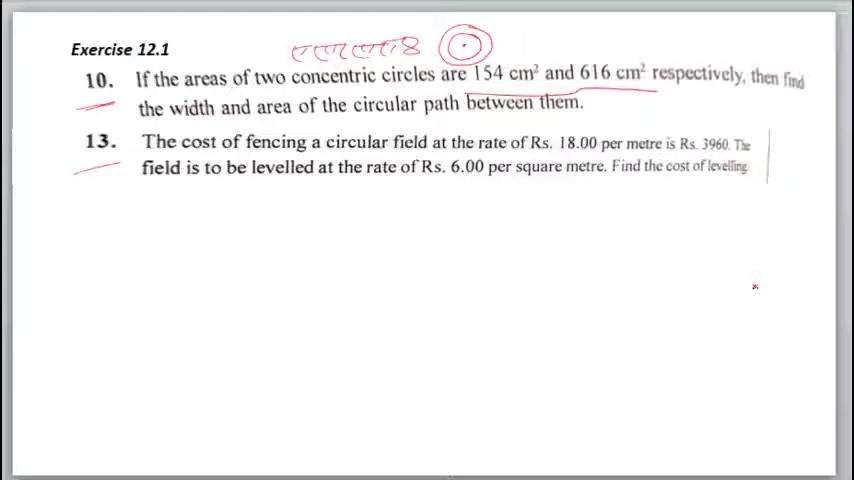 Exercise 12.1
10. If the areas of two concentric circles are 154 cm² and 616 cm² respectively, then find
the width and area of the circular path between them.
13. The cost of fencing a circular field at the rate of Rs. 18.00 per metre is Rs. 3960. The
field is to be levelled at the rate of Rs. 6.00 per square metre. Find the cost of levelling.